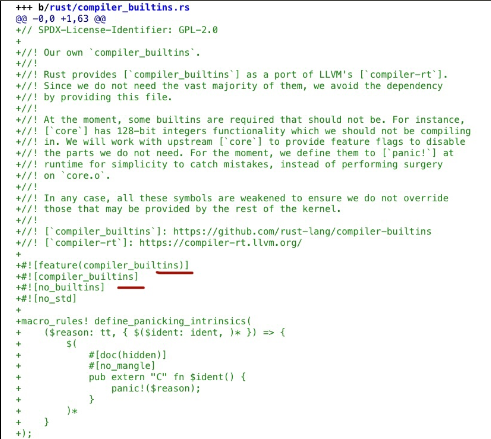 +++ b/rust/compiler_builtins.rs
@@ -0,0 +1,63 @@
+// SPDX-License-Identifier: GPL-2.0
+
+//! Our own `compiler_builtins`.
+//!
+//! Rust provides [`compiler_builtins`] as a port of LLVM's [`compiler-rt`].
+//! Since we do not need the vast majority of them, we avoid the dependency
+//! by providing this file.
+//!
+//! At the moment, some builtins are required that should not be. For instance,
+//! [`core`] has 128-bit integers functionality which we should not be compiling
+//! in. We will work with upstream [`core`] to provide feature flags to disable
+//! the parts we do not need. For the moment, we define them to [`panic!`] at
+//! runtime for simplicity to catch mistakes, instead of performing surgery
+//! on `core.o`.
+//!
+//! In any case, all these symbols are weakened to ensure we do not override
+//! those that may be provided by the rest of the kernel.
+//!
+//! [`compiler_builtins`]: https://github.com/rust-lang/compiler-builtins
+//! [`compiler-rt`]: https://compiler-rt.llvm.org/
+
+#![feature(compiler_builtins)]
+#![compiler_builtins]
+#![no_builtins]
+#![no_std]
+
+macro_rules! define_panicking_intrinsics(
+    ($reason: tt, { $($ident: ident, )* }) => {
+        $(
+            #[doc(hidden)]
+            #[no_mangle]
+            pub extern "C" fn $ident() {
+                panic!($reason);
+            }
+        )*
+    }
+);